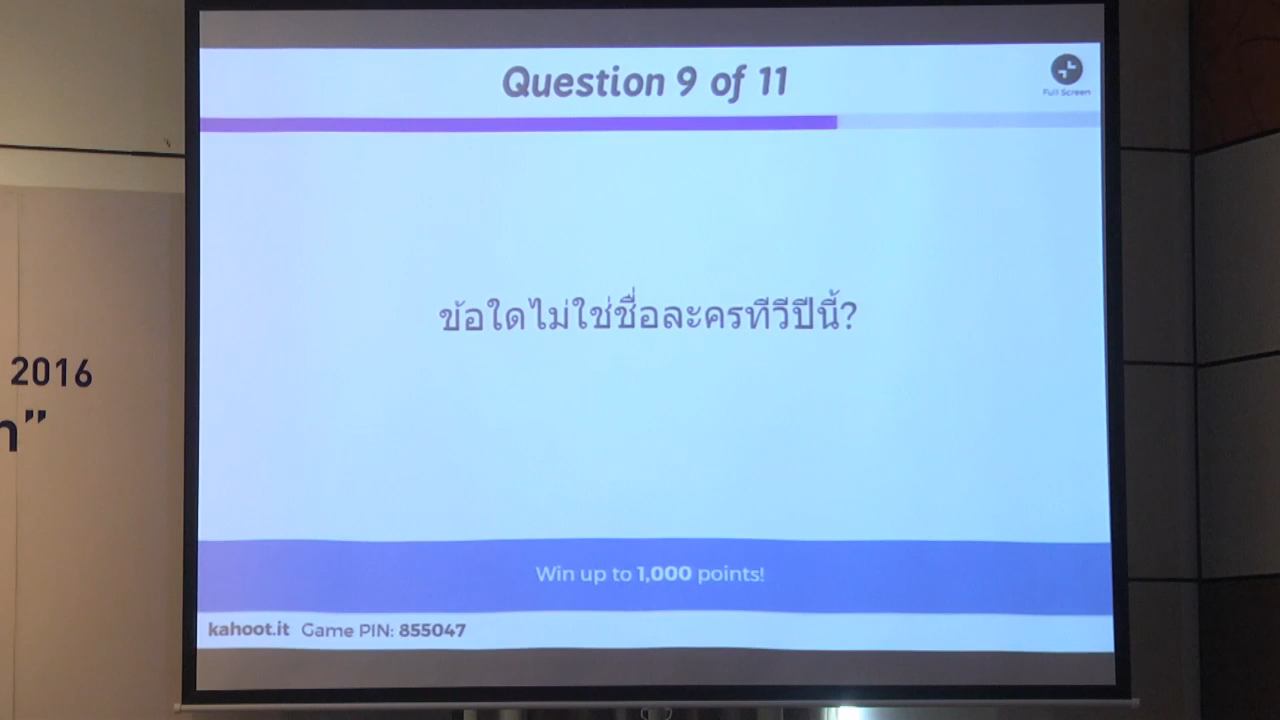 Question 9 of 11
Full Screen
ข้อใดไม่ใช่ชื่อละครทีวีปีนี้?
2016
Win up to 1,000 points!
kahoot.it Game PIN: 855047